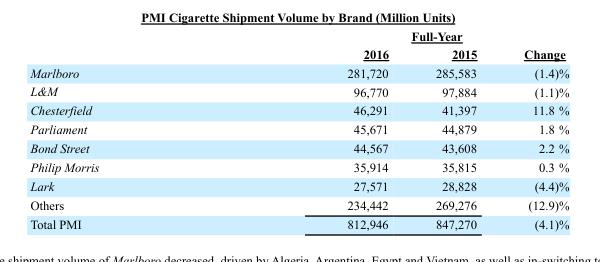 PMI Cigarette Shipment Volume by Brand (Million Units)
Full-Year
2016 2015 Change
Marlboro 281,720 285,583 (1.4)%
L&M 96,770 97,884 (1.1)%
Chesterfield 46,291 41,397 11.8 %
Parliament 45,671 44,879 1.8 %
Bond Street 44,567 43,608 2.2 %
Philip Morris 35,914 35,815 0.3 %
Lark 27,571 28,828 (4.4)%
Others 234,442 269,276 (12.9)%
Total PMI 812,946 847,270 (4.1)%
shipment volume of Marlboro decreased, driven by Algeria, Argentina, Egypt and Vietnam, as well as in-switching